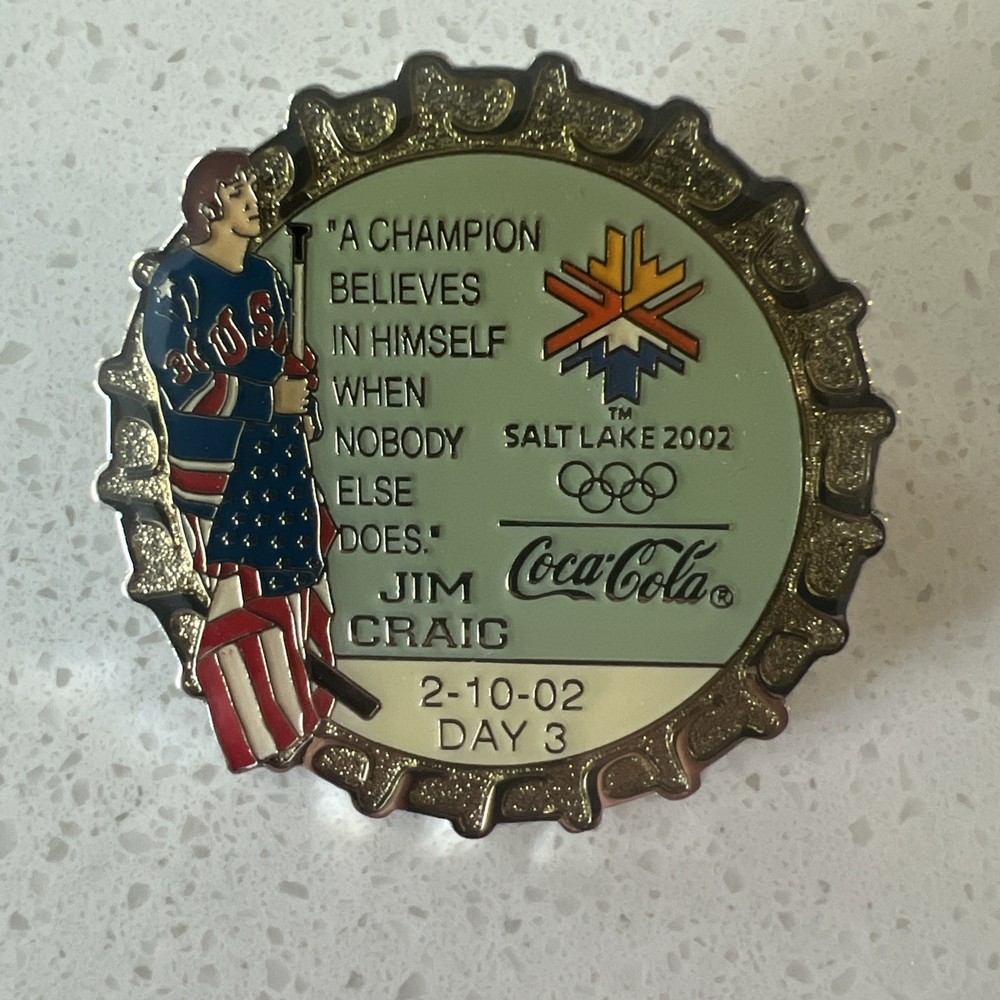 "A CHAMPION
BELIEVES
IN HIMSELF
WHEN
NOBODY
ELSE
DOES."
JIM
CRAIG
TM
SALT LAKE 2002
Coca-Cola®
2-10-02
DAY 3
USA